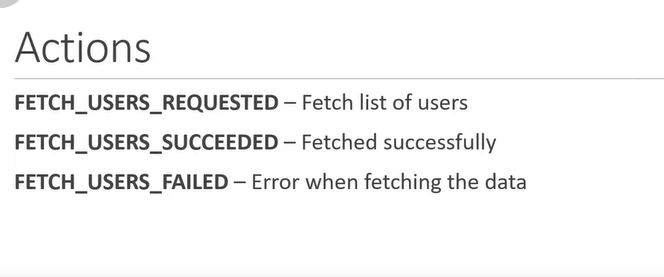 Actions
FETCH_USERS_REQUESTED – Fetch list of users
FETCH_USERS_SUCCEEDED – Fetched successfully
FETCH_USERS_FAILED – Error when fetching the data